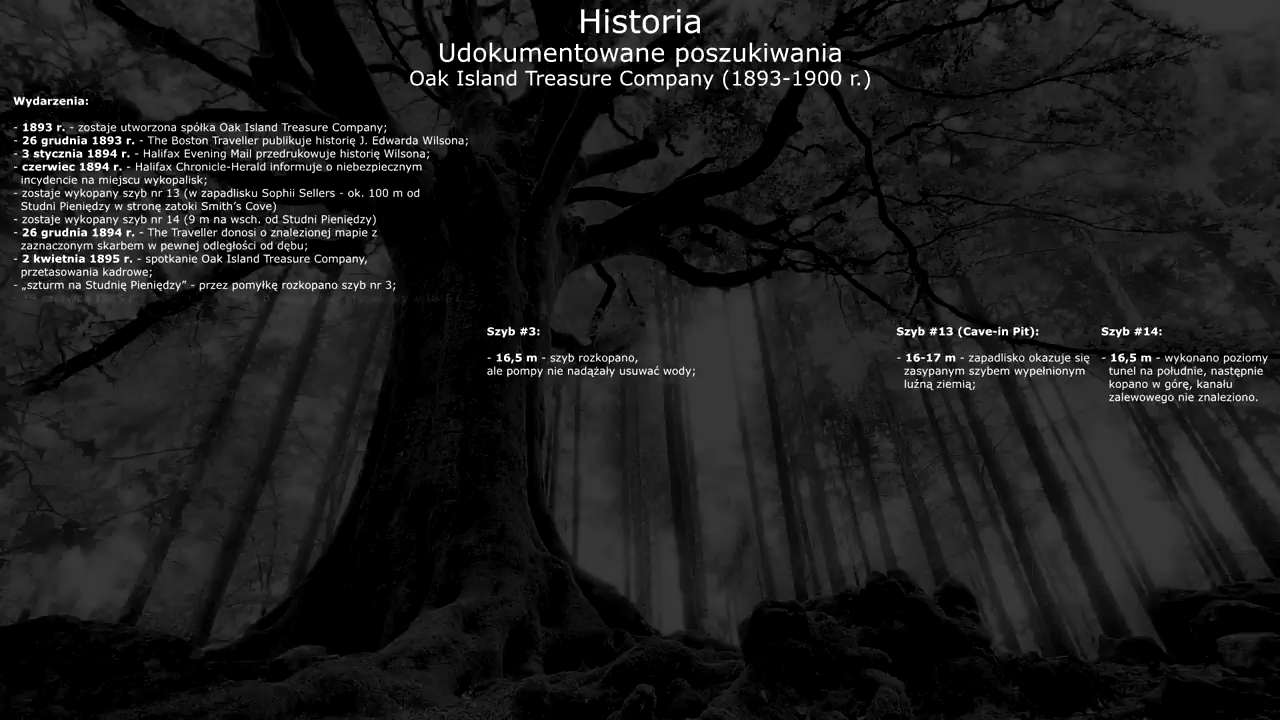 Historia
Udokumentowane poszukiwania
Oak Island Treasure Company (1893-1900 r.)
Wydarzenia:
- 1893 r. - zostaje utworzona spółka Oak Island Treasure Company;
- 26 grudnia 1893 r. - The Boston Traveller publikuje historię J. Edwarda Wilsona;
- 3 stycznia 1894 r. - Halifax Evening Mail przedrukowuje historię Wilsona;
- czerwiec 1894 r. - Halifax Chronicle-Herald informuje o niebezpiecznym
incydencie na miejscu wykopalisk;
- zostaje wykopany szyb nr 13 (w zapadlisku Sophii Sellers - ok. 100 m od
Studni Pieniędzy w stronę zatoki Smith’s Cove)
- zostaje wykopany szyb nr 14 (9 m na wsch. od Studni Pieniędzy)
- 26 grudnia 1894 r. - The Traveller donosi o znalezionej mapie z
zaznaczonym skarbem w pewnej odległości od dębu;
- 2 kwietnia 1895 r. - spotkanie Oak Island Treasure Company,
przetasowania kadrowe;
- „szturm na Studnię Pieniędzy” - przez pomyłkę rozkopano szyb nr 3;
Szyb #3:
- 16,5 m - szyb rozkopano,
ale pompy nie nadążały usuwać wody;
Szyb #13 (Cave-in Pit):
- 16-17 m - zapadlisko okazuje się
zasypanym szybem wypełnionym
luźną ziemią;
Szyb #14:
- 16,5 m - wykonano poziomy
tunel na południe, następnie
kopano w górę, kanału
zalewowego nie znaleziono.